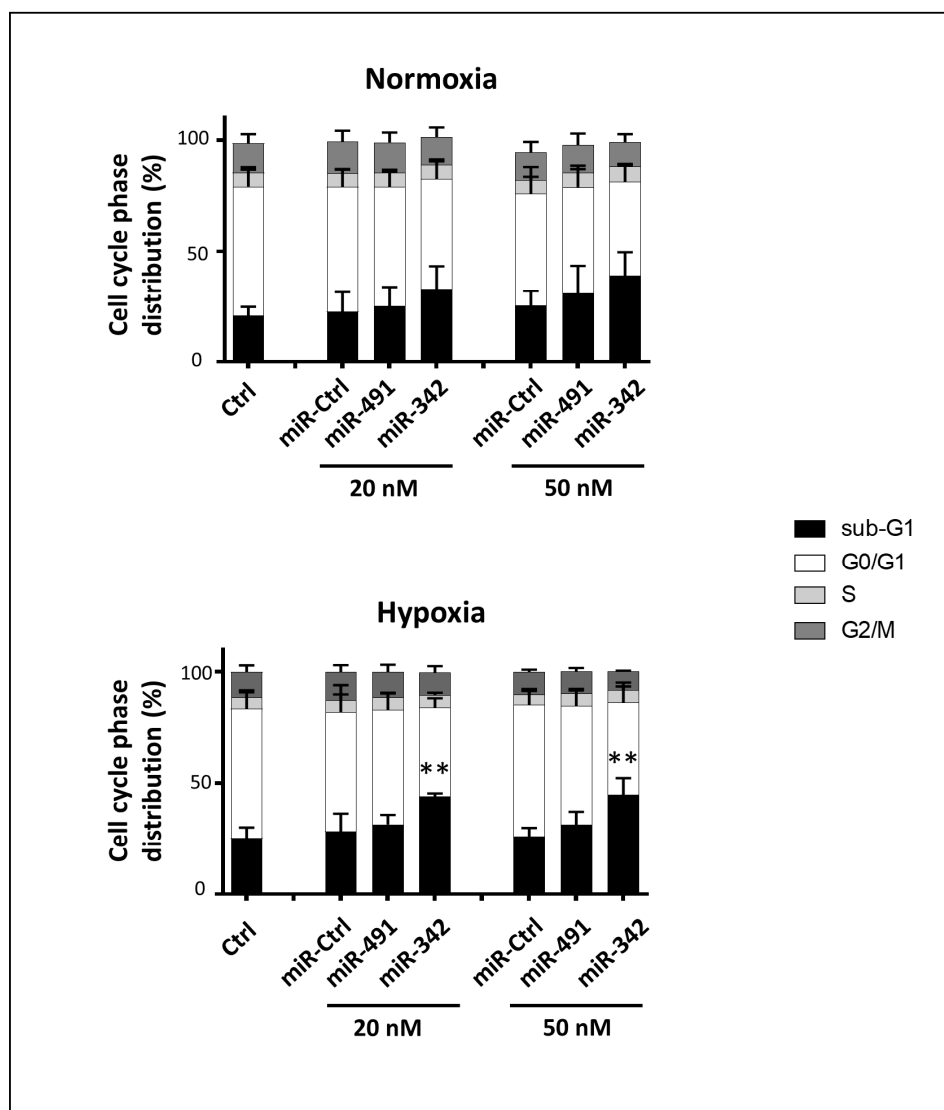 Normoxia
Cell cycle phase
distribution (%)
100
50
0
Ctrl
miR-Ctrl
miR-491
miR-342
miR-Ctrl
miR-491
miR-342
20 nM
50 nM
sub-G1
G0/G1
S
G2/M
Hypoxia
Cell cycle phase
distribution (%)
100
50
0
**
**
Ctrl
miR-Ctrl
miR-491
miR-342
miR-Ctrl
miR-491
miR-342
20 nM
50 nM